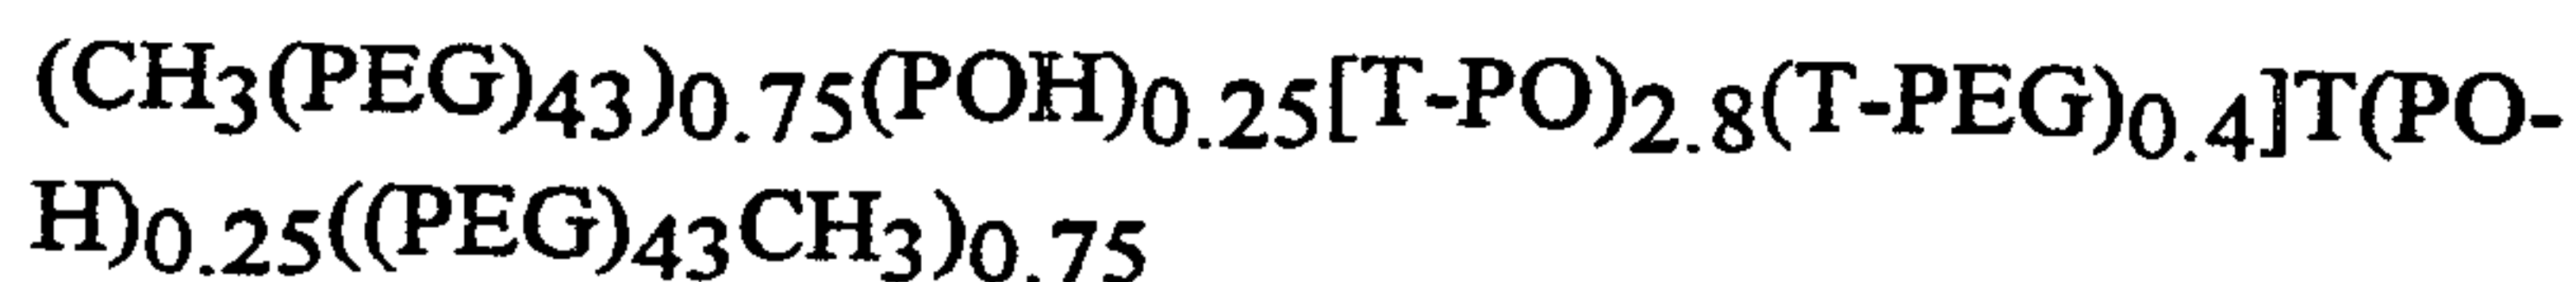 (CH3(PEG)43)0.75(POH)0.25[T-PO)2.8(T-PEG)0.4]T(PO-
H)0.25((PEG)43CH3)0.75